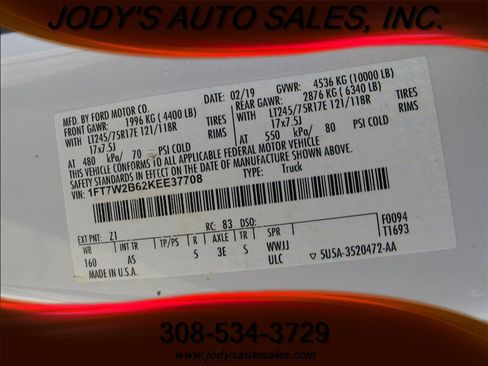 JODY'S AUTO SALES, INC.
MFD. BY FORD MOTOR CO.
DATE: 02/19 GVWR: 4536 KG (10000 LB)
FRONT GAWR: 1996 KG (4400 LB) REAR GAWR: 2876 KG (6340 LB)
WITH LT245/75R17E 121/118R TIRES WITH LT245/75R17E 121/118R TIRES
17x7.5J RIMS 17x7.5J RIMS
AT 480 kPa/ 70 PSI COLD AT 550 kPa/ 80 PSI COLD
THIS VEHICLE CONFORMS TO ALL APPLICABLE FEDERAL MOTOR VEHICLE
SAFETY STANDARDS IN EFFECT ON THE DATE OF MANUFACTURE SHOWN ABOVE.
VIN: 1FT7W2B62KEE37708 TYPE: Truck
F0094
T1693
EXT PNT: Z1 RC: 83 DSO:
WB INT TR TP/PS R AXLE TR SPR
160 AS 5 3E S WWJJ
MADE IN U.S.A. ULC 5U5A-3520472-AA
308-534-3729
www.jodysautosales.com